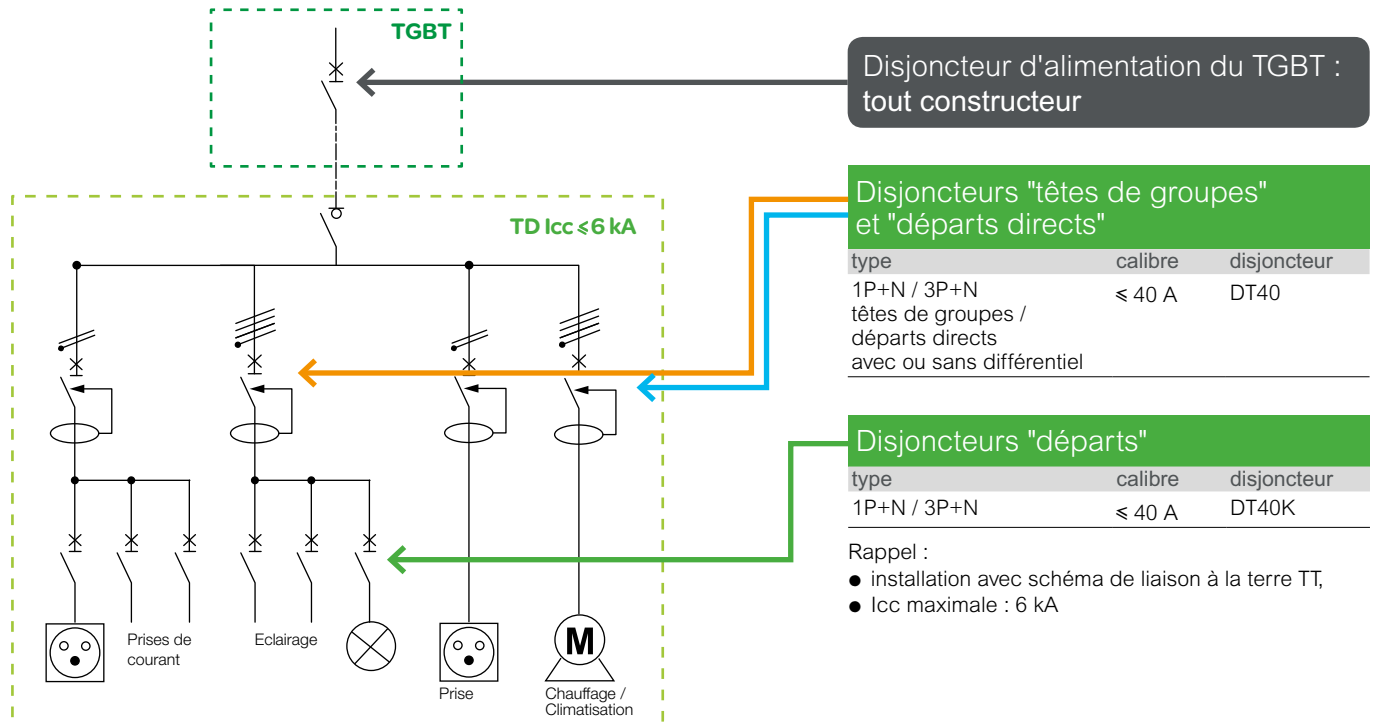 TGBT
Disjoncteur d'alimentation du TGBT :
tout constructeur
TD Icc ⩽ 6 kA
Disjoncteurs "têtes de groupes"
et "départs directs"
type calibre disjoncteur
1P+N / 3P+N ⩽ 40 A DT40
têtes de groupes /
départs directs
avec ou sans différentiel
Disjoncteurs "départs"
type calibre disjoncteur
1P+N / 3P+N ⩽ 40 A DT40K
Rappel :
● installation avec schéma de liaison à la terre TT,
● Icc maximale : 6 kA
Prises de
courant
Eclairage
Prise
M
Chauffage /
Climatisation